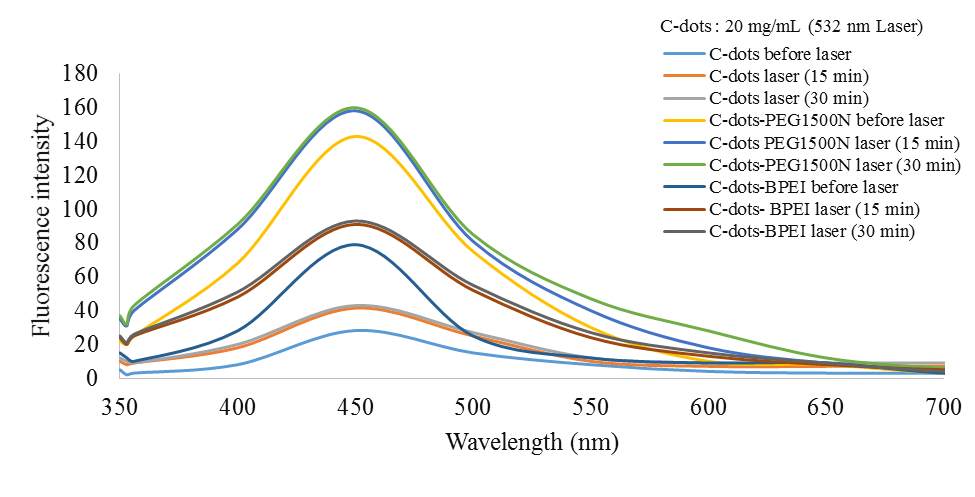 C-dots : 20 mg/mL (532 nm Laser)
C-dots before laser
C-dots laser (15 min)
C-dots laser (30 min)
C-dots-PEG1500N before laser
C-dots PEG1500N laser (15 min)
C-dots-PEG1500N laser (30 min)
C-dots-BPEI before laser
C-dots- BPEI laser (15 min)
C-dots-BPEI laser (30 min)
Fluorescence intensity
180
160
140
120
100
80
60
40
20
0
350 400 450 500 550 600 650 700
Wavelength (nm)